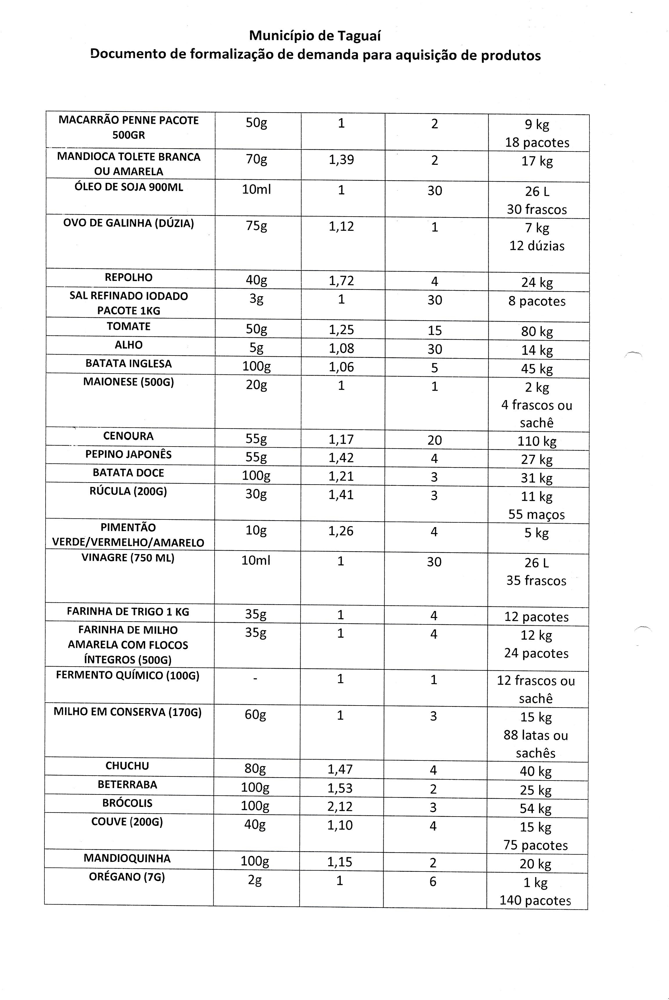 Município de Taguaí
Documento de formalização de demanda para aquisição de produtos
MACARRÃO PENNE PACOTE 500GR 50g 1 2 9 kg 18 pacotes
MANDIOCA TOLETE BRANCA OU AMARELA 70g 1,39 2 17 kg
ÓLEO DE SOJA 900ML 10ml 1 30 26 L 30 frascos
OVO DE GALINHA (DÚZIA) 75g 1,12 1 7 kg 12 dúzias
REPOLHO 40g 1,72 4 24 kg
SAL REFINADO IODADO PACOTE 1KG 3g 1 30 8 pacotes
TOMATE 50g 1,25 15 80 kg
ALHO 5g 1,08 30 14 kg
BATATA INGLESA 100g 1,06 5 45 kg
MAIONESE (500G) 20g 1 1 2 kg 4 frascos ou sachê
CENOURA 55g 1,17 20 110 kg
PEPINO JAPONÊS 55g 1,42 4 27 kg
BATATA DOCE 100g 1,21 3 31 kg
RÚCULA (200G) 30g 1,41 3 11 kg 55 maços
PIMENTÃO VERDE/VERMELHO/AMARELO 10g 1,26 4 5 kg
VINAGRE (750 ML) 10ml 1 30 26 L 35 frascos
FARINHA DE TRIGO 1 KG 35g 1 4 12 pacotes
FARINHA DE MILHO AMARELA COM FLOCOS ÍNTEGROS (500G) 35g 1 4 12 kg 24 pacotes
FERMENTO QUÍMICO (100G) - 1 1 12 frascos ou sachê
MILHO EM CONSERVA (170G) 60g 1 3 15 kg 88 latas ou sachês
CHUCHU 80g 1,47 4 40 kg
BETERRABA 100g 1,53 2 25 kg
BRÓCOLIS 100g 2,12 3 54 kg
COUVE (200G) 40g 1,10 4 15 kg 75 pacotes
MANDIOQUINHA 100g 1,15 2 20 kg
ORÉGANO (7G) 2g 1 6 1 kg 140 pacotes